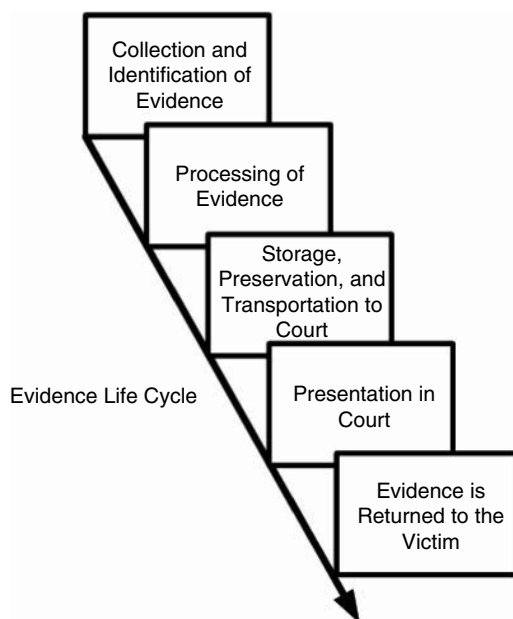 Collection and
Identification of
Evidence
Processing of
Evidence
Storage,
Preservation, and
Transportation to
Court
Evidence Life Cycle
Presentation in
Court
Evidence is
Returned to the
Victim